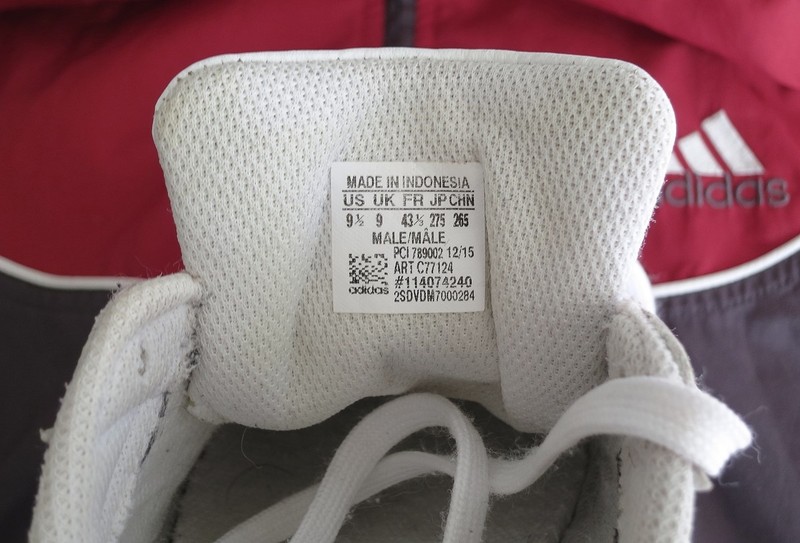 MADE IN INDONESIA
US UK FR JP CHN
9½ 9 43⅓ 275 265
MALE/MÂLE
PCI 789002 12/15
ART C77124
#114074240
adidas
2SDVDM7000284
adidas